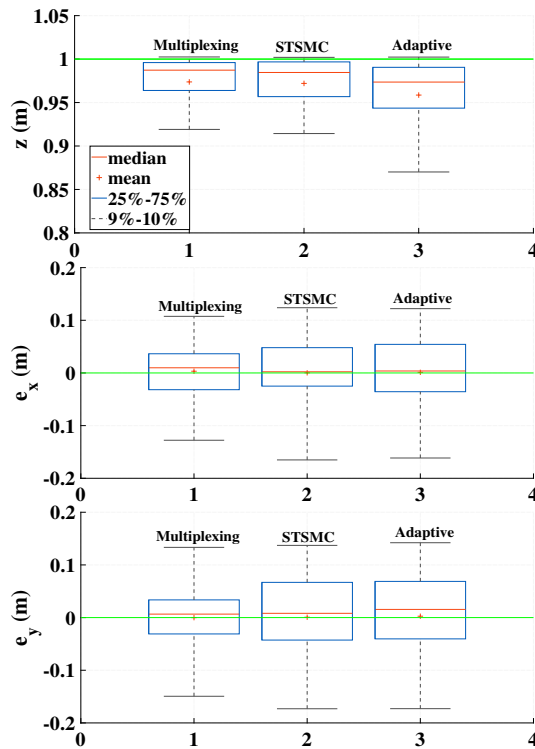 Multiplexing STSMC Adaptive
1
0.95
0.9
0.85
0.8
z (m)
median
mean
25%-75%
9%-10%
0 1 2 3 4
0.2
0.1
0
-0.1
-0.2
e_x (m)
Multiplexing STSMC Adaptive
0 1 2 3 4
0.2
0.1
0
-0.1
-0.2
e_y (m)
Multiplexing STSMC Adaptive
0 1 2 3 4